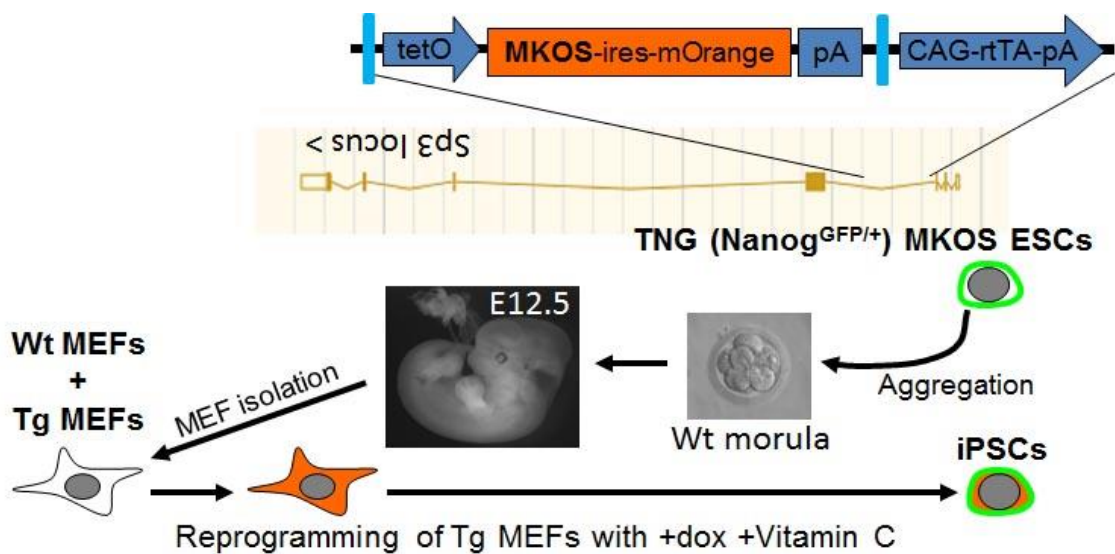 tetO MKOS-ires-mOrange pA CAG-rtTA-pA
Sp3 locus >
TNG (Nanog^GFP/+) MKOS ESCs
E12.5
Wt MEFs
+
Tg MEFs
MEF isolation
Aggregation
Wt morula
iPSCs
Reprogramming of Tg MEFs with +dox +Vitamin C